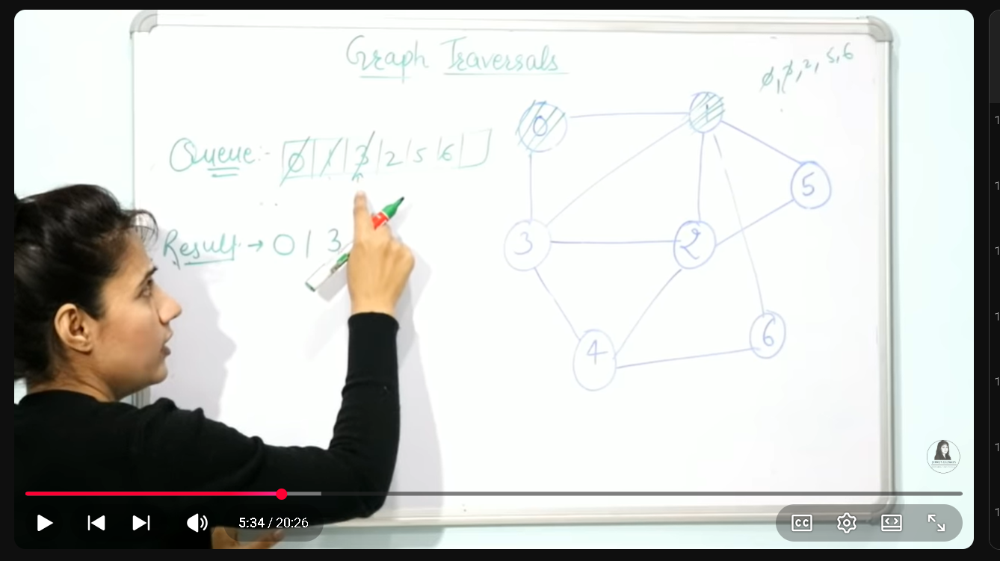 Graph Traversals
0, 3, 2, 5, 6
Queue:- 0 | 1 | 3 | 2 | 5 | 6 |
Result → 0 1 3
0
1
5
3
2
4
6
5:34 / 20:26
CC